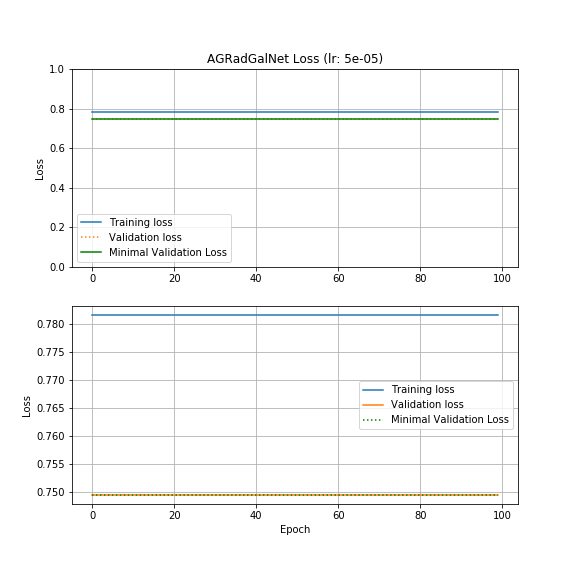 AGRadGalNet Loss (lr: 5e-05)
1.0
0.8
0.6
0.4
0.2
0.0
Loss
Training loss
Validation loss
Minimal Validation Loss
0 20 40 60 80 100
0.780
0.775
0.770
0.765
0.760
0.755
0.750
Loss
Training loss
Validation loss
Minimal Validation Loss
0 20 40 60 80 100
Epoch